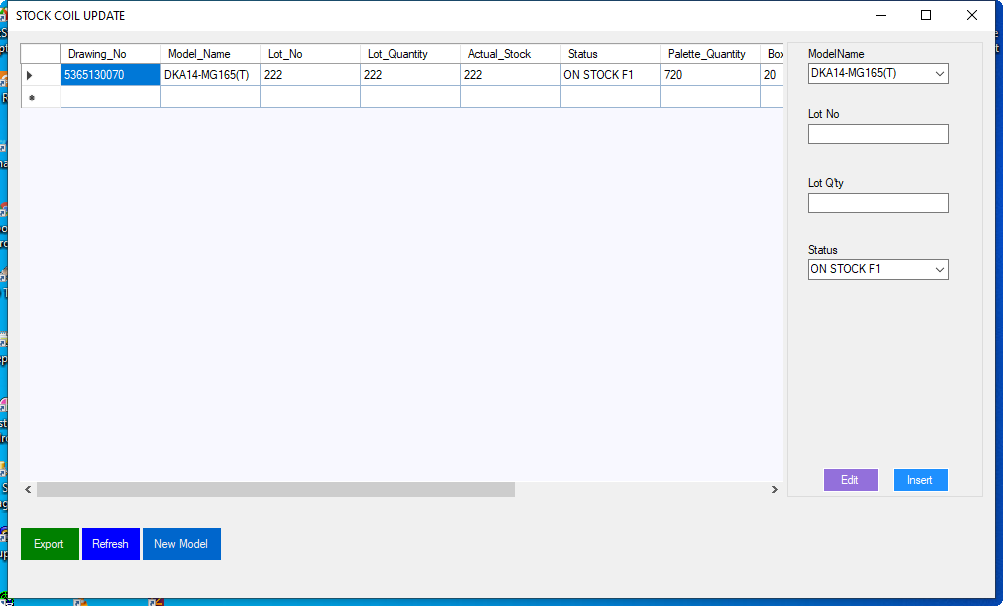 STOCK COIL UPDATE
Drawing_No Model_Name Lot_No Lot_Quantity Actual_Stock Status Palette_Quantity Box
5365130070 DKA14-MG165(T) 222 222 222 ON STOCK F1 720 20
ModelName
DKA14-MG165(T)
Lot No
Lot Q'ty
Status
ON STOCK F1
Edit Insert
Export Refresh New Model